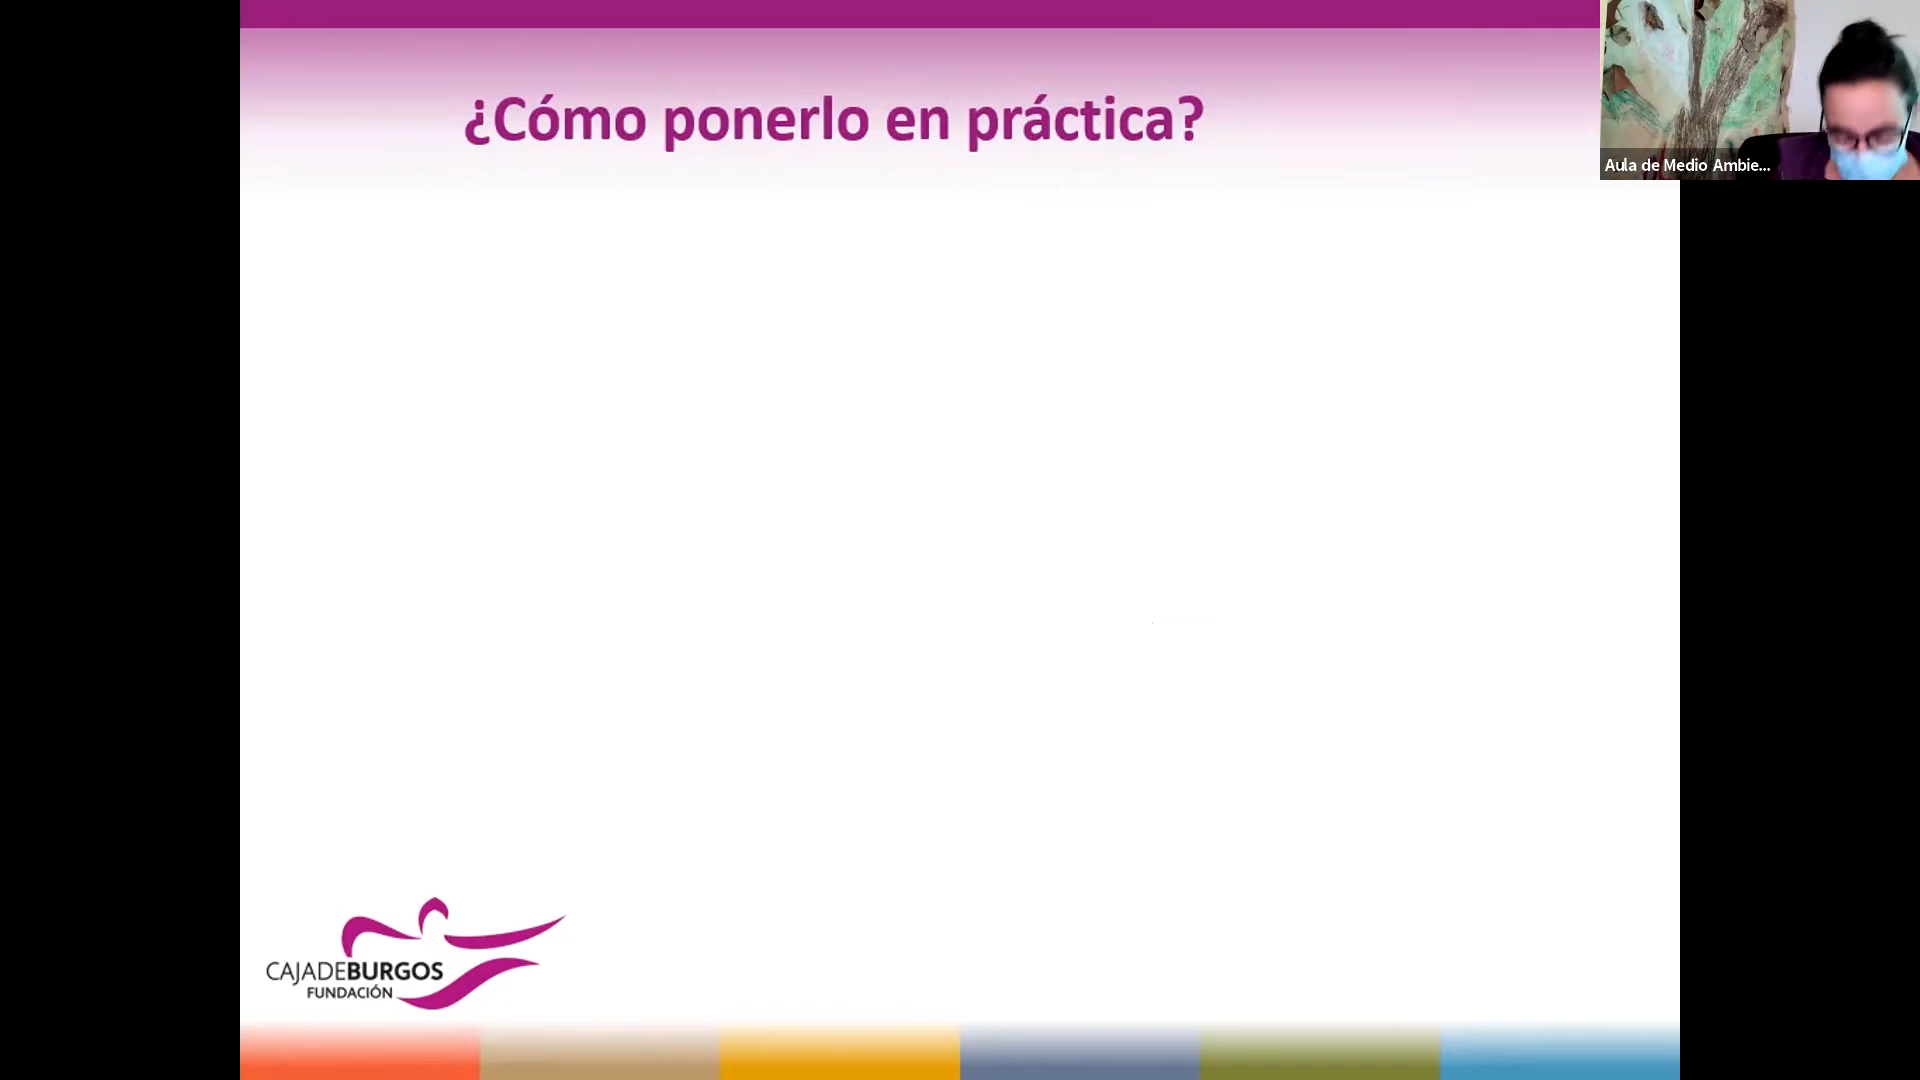 ¿Cómo ponerlo en práctica?
Aula de Medio Ambie...
CAJADEBURGOS
FUNDACIÓN